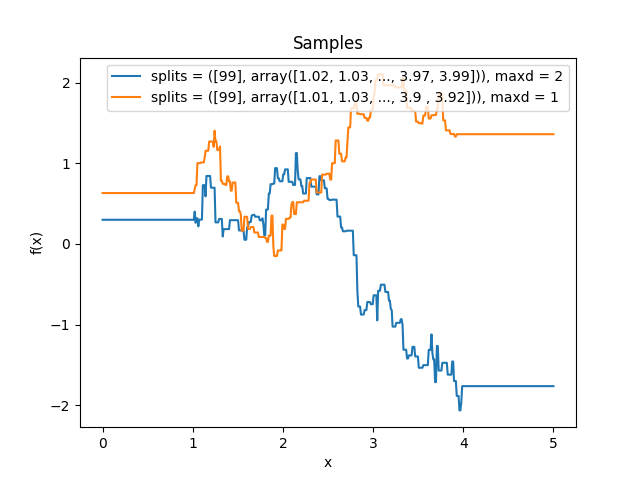 Samples
splits = ([99], array([1.02, 1.03, ..., 3.97, 3.99])), maxd = 2
splits = ([99], array([1.01, 1.03, ..., 3.9 , 3.92])), maxd = 1
2
1
0
−1
−2
f(x)
0 1 2 3 4 5
x